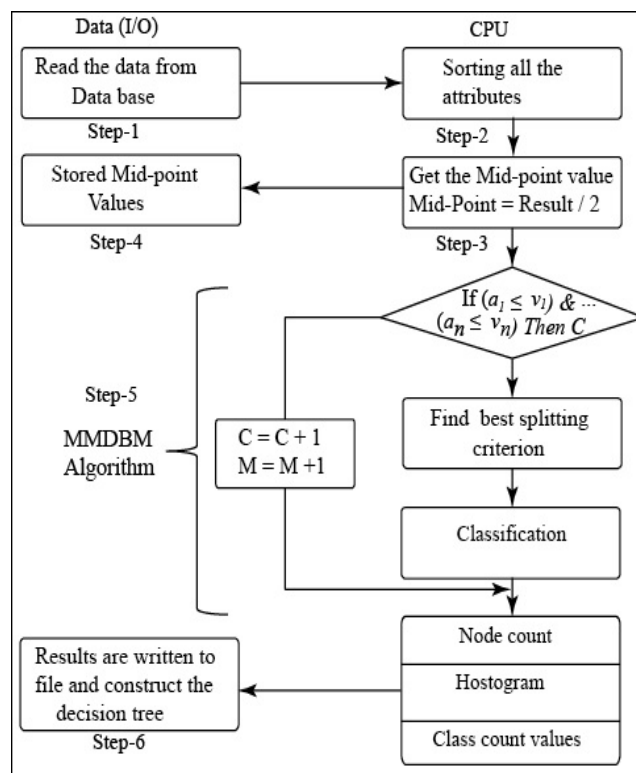 Data (I/O)
CPU
Read the data from
Data base
Sorting all the
attributes
Step-1
Step-2
Stored Mid-point
Values
Get the Mid-point value
Mid-Point = Result / 2
Step-4
Step-3
If (a₁ ≤ v₁) & ...
(aₙ ≤ vₙ) Then C
Step-5
MMDBM
Algorithm
C = C + 1
M = M +1
Find best splitting
criterion
Classification
Node count
Results are written to
file and construct the
decision tree
Hostogram
Step-6
Class count values